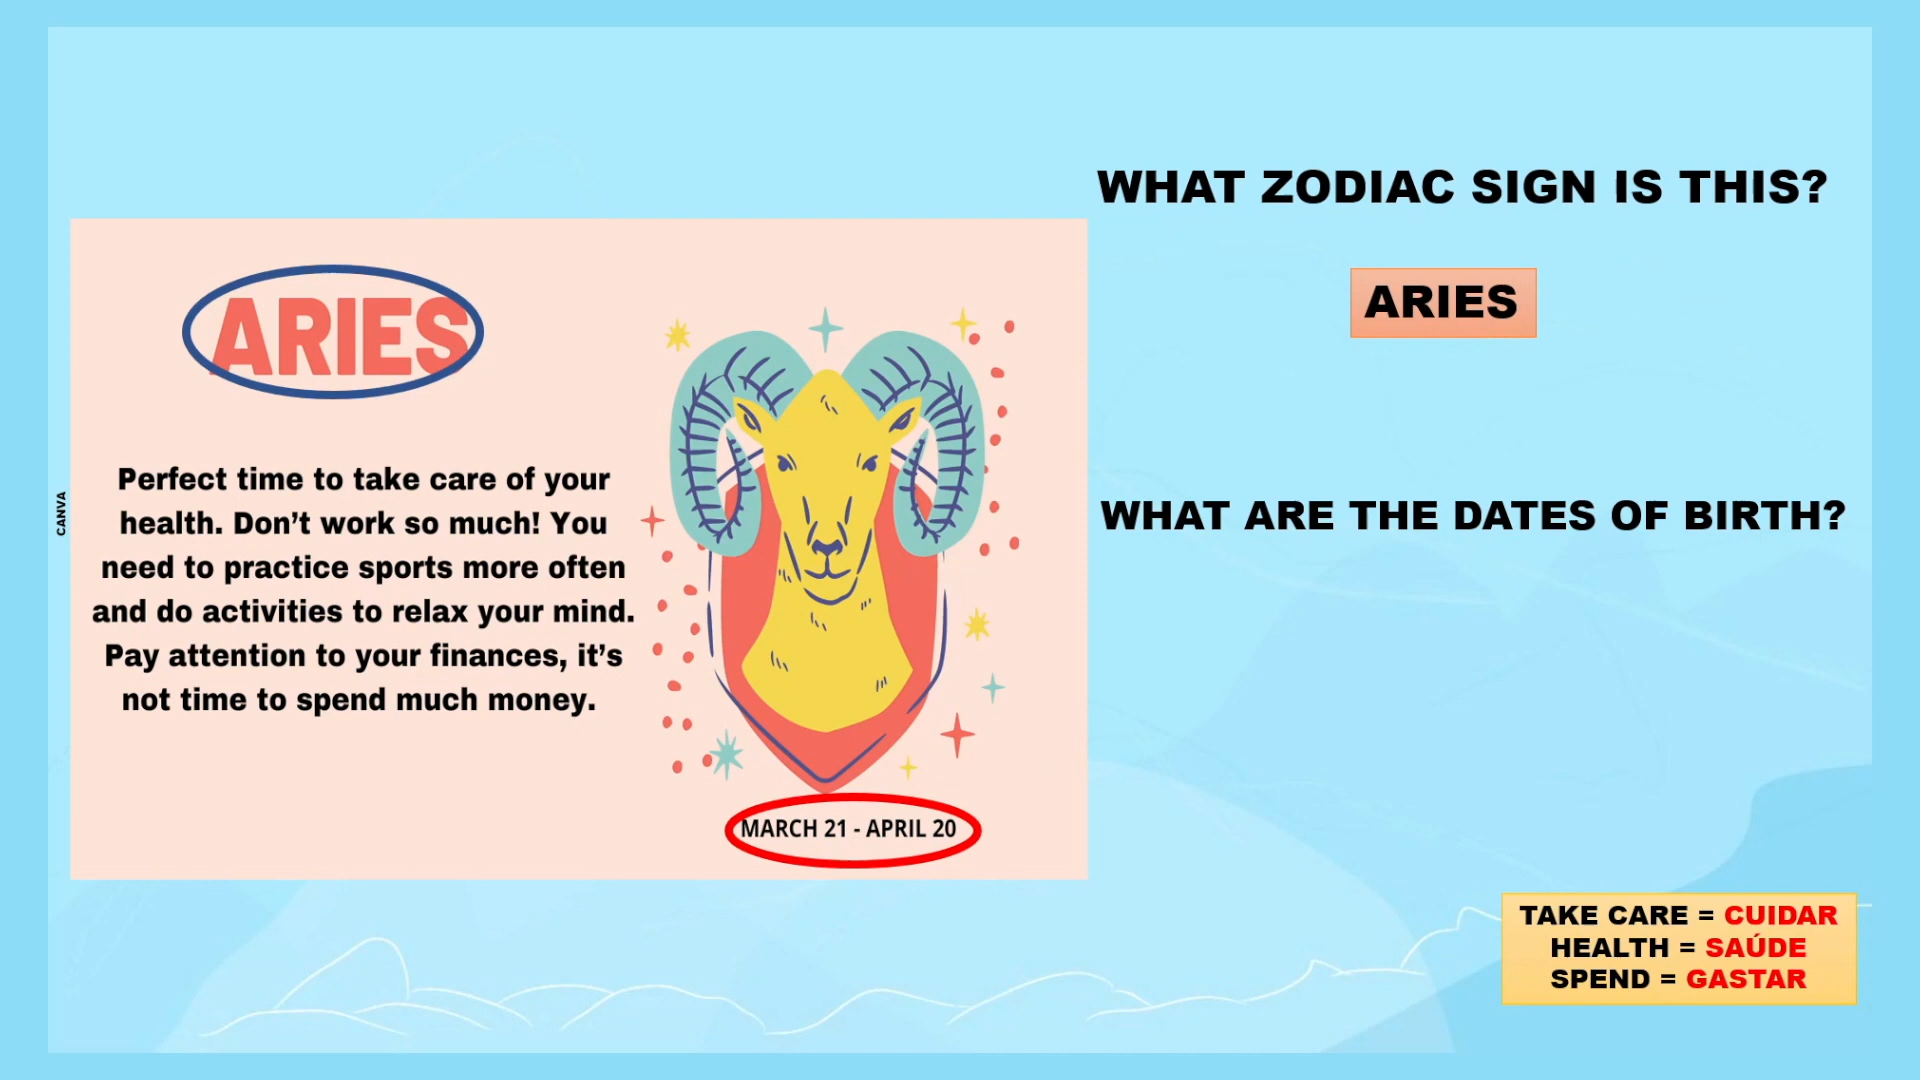 WHAT ZODIAC SIGN IS THIS?
ARIES
ARIES
Perfect time to take care of your
health. Don’t work so much! You
need to practice sports more often
and do activities to relax your mind.
Pay attention to your finances, it’s
not time to spend much money.
CANVA
MARCH 21 - APRIL 20
WHAT ARE THE DATES OF BIRTH?
TAKE CARE = CUIDAR
HEALTH = SAÚDE
SPEND = GASTAR